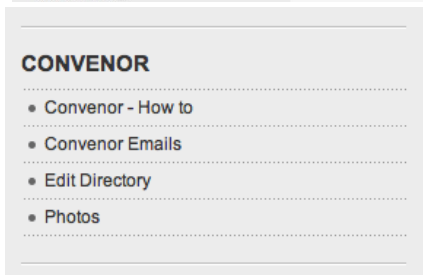 CONVENOR
Convenor - How to
Convenor Emails
Edit Directory
Photos